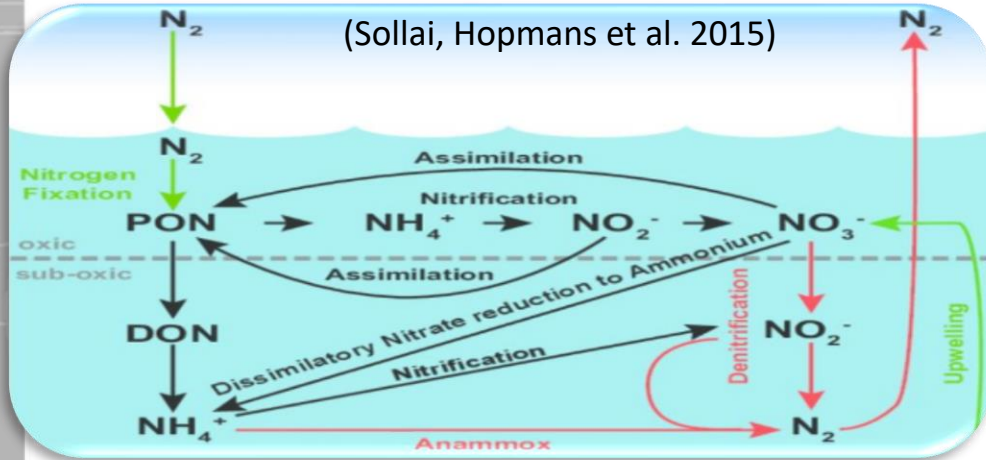 N₂ (Sollai, Hopmans et al. 2015) N₂
N₂
Assimilation
Nitrogen
Fixation
Nitrification
PON NH₄⁺ NO₂⁻ NO₃⁻
oxic
sub-oxic
Assimilation
Dissimilatory Nitrate reduction to Ammonium
DON
Denitrification
NO₂⁻
Upwelling
Nitrification
NH₄⁺ N₂
Anammox